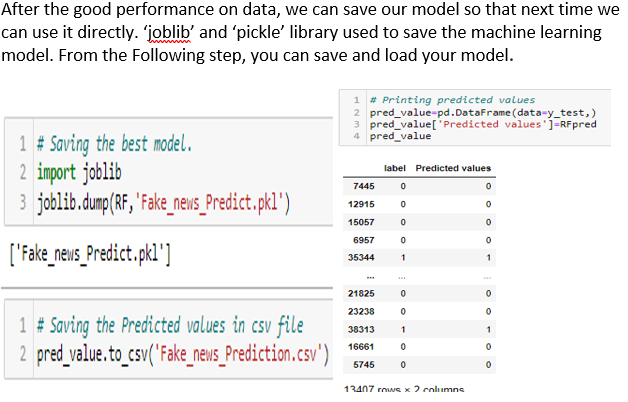 After the good performance on data, we can save our model so that next time we
can use it directly. ‘joblib’ and ‘pickle’ library used to save the machine learning
model. From the Following step, you can save and load your model.
1 # Saving the best model.
2 import joblib
3 joblib.dump(RF,'Fake_news_Predict.pkl')
['Fake_news_Predict.pkl']
1 # Saving the Predicted values in csv file
2 pred_value.to_csv('Fake_news_Prediction.csv')
1 # Printing predicted values
2 pred_value=pd.DataFrame(data=y_test,)
3 pred_value['Predicted values']=RFpred
4 pred_value
label Predicted values
7445 0 0
12915 0 0
15057 0 0
6957 0 0
35344 1 1
... ... ...
21825 0 0
23238 0 0
38313 1 1
16661 0 0
5745 0 0
13407 rows × 2 columns